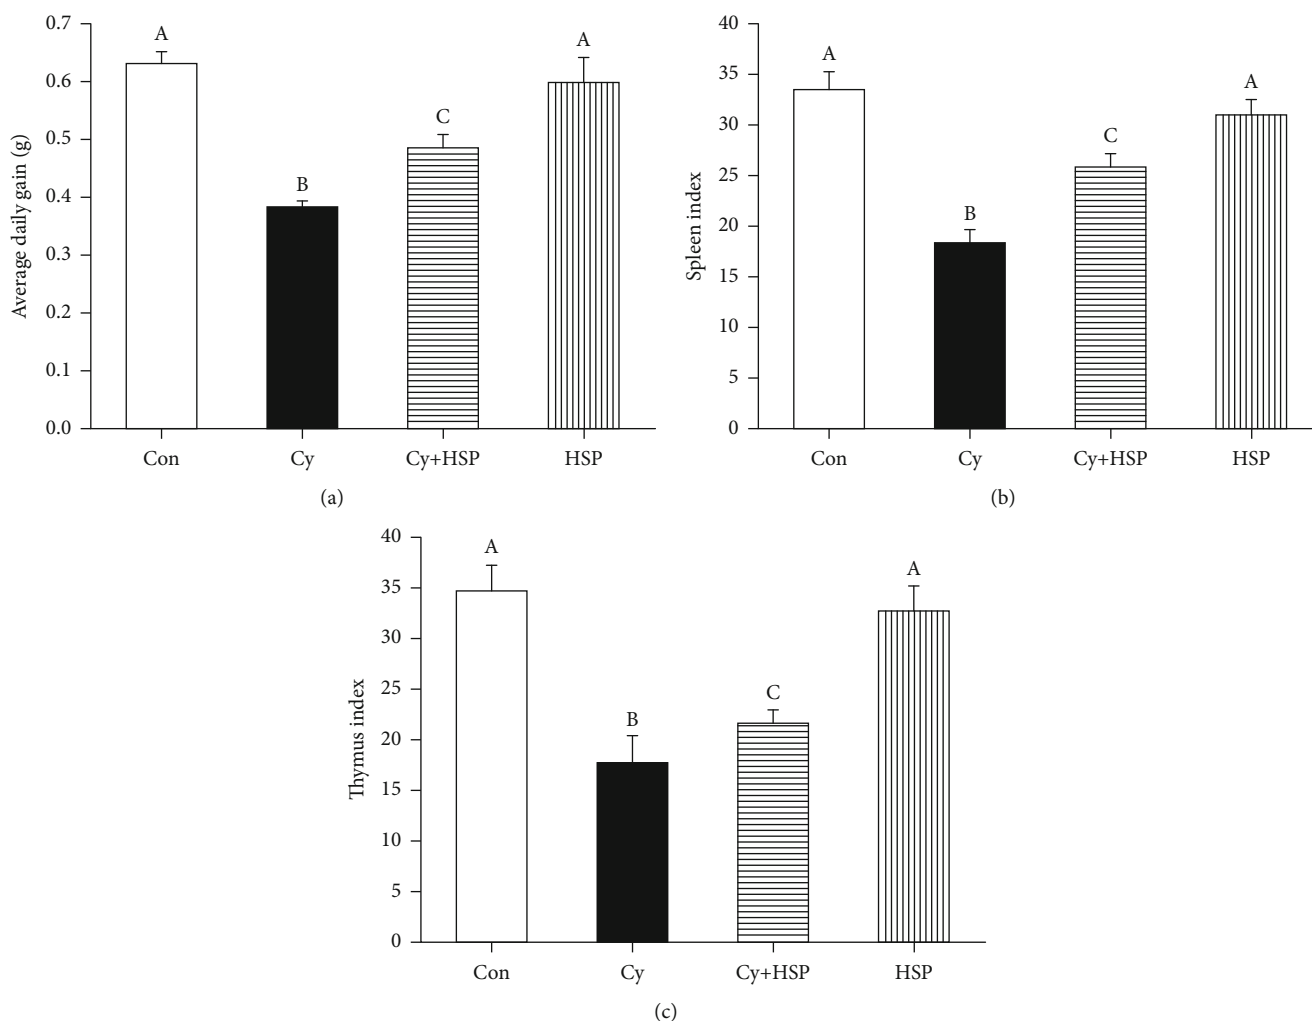 0.7
0.6
0.5
0.4
0.3
0.2
0.1
0.0
Average daily gain (g)
A
B
C
A
Con Cy Cy+HSP HSP
(a)
40
35
30
25
20
15
10
5
0
Spleen index
A
B
C
A
Con Cy Cy+HSP HSP
(b)
40
35
30
25
20
15
10
5
0
Thymus index
A
B
C
A
Con Cy Cy+HSP HSP
(c)